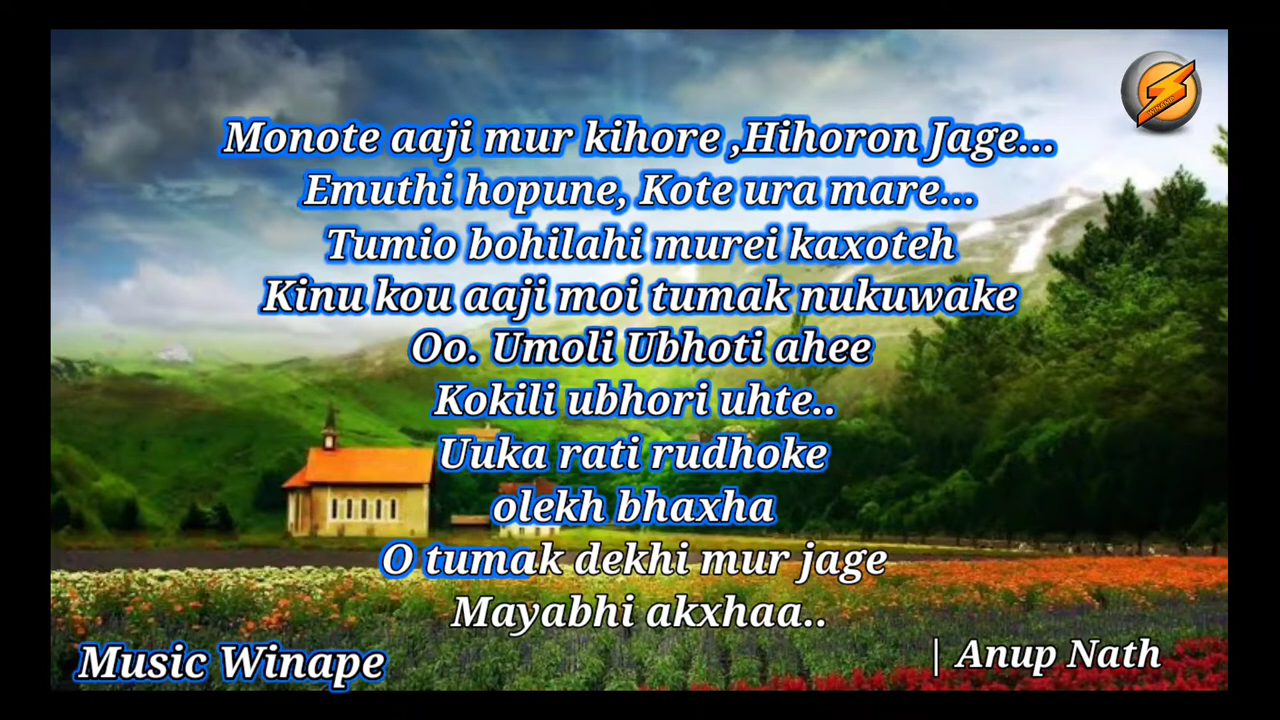 Monote aaji mur kihore ,Hihoron Jage...
Emuthi hopune, Kote ura mare...
Tumio bohilahi murei kaxoteh
Kinu kou aaji moi tumak nukuwake
Oo. Umoli Ubhoti ahee
Kokili ubhori uhte..
Uuka rati rudhoke
olekh bhaxha
O tumak dekhi mur jage
Mayabhi akxhaa..
Music Winape
| Anup Nath